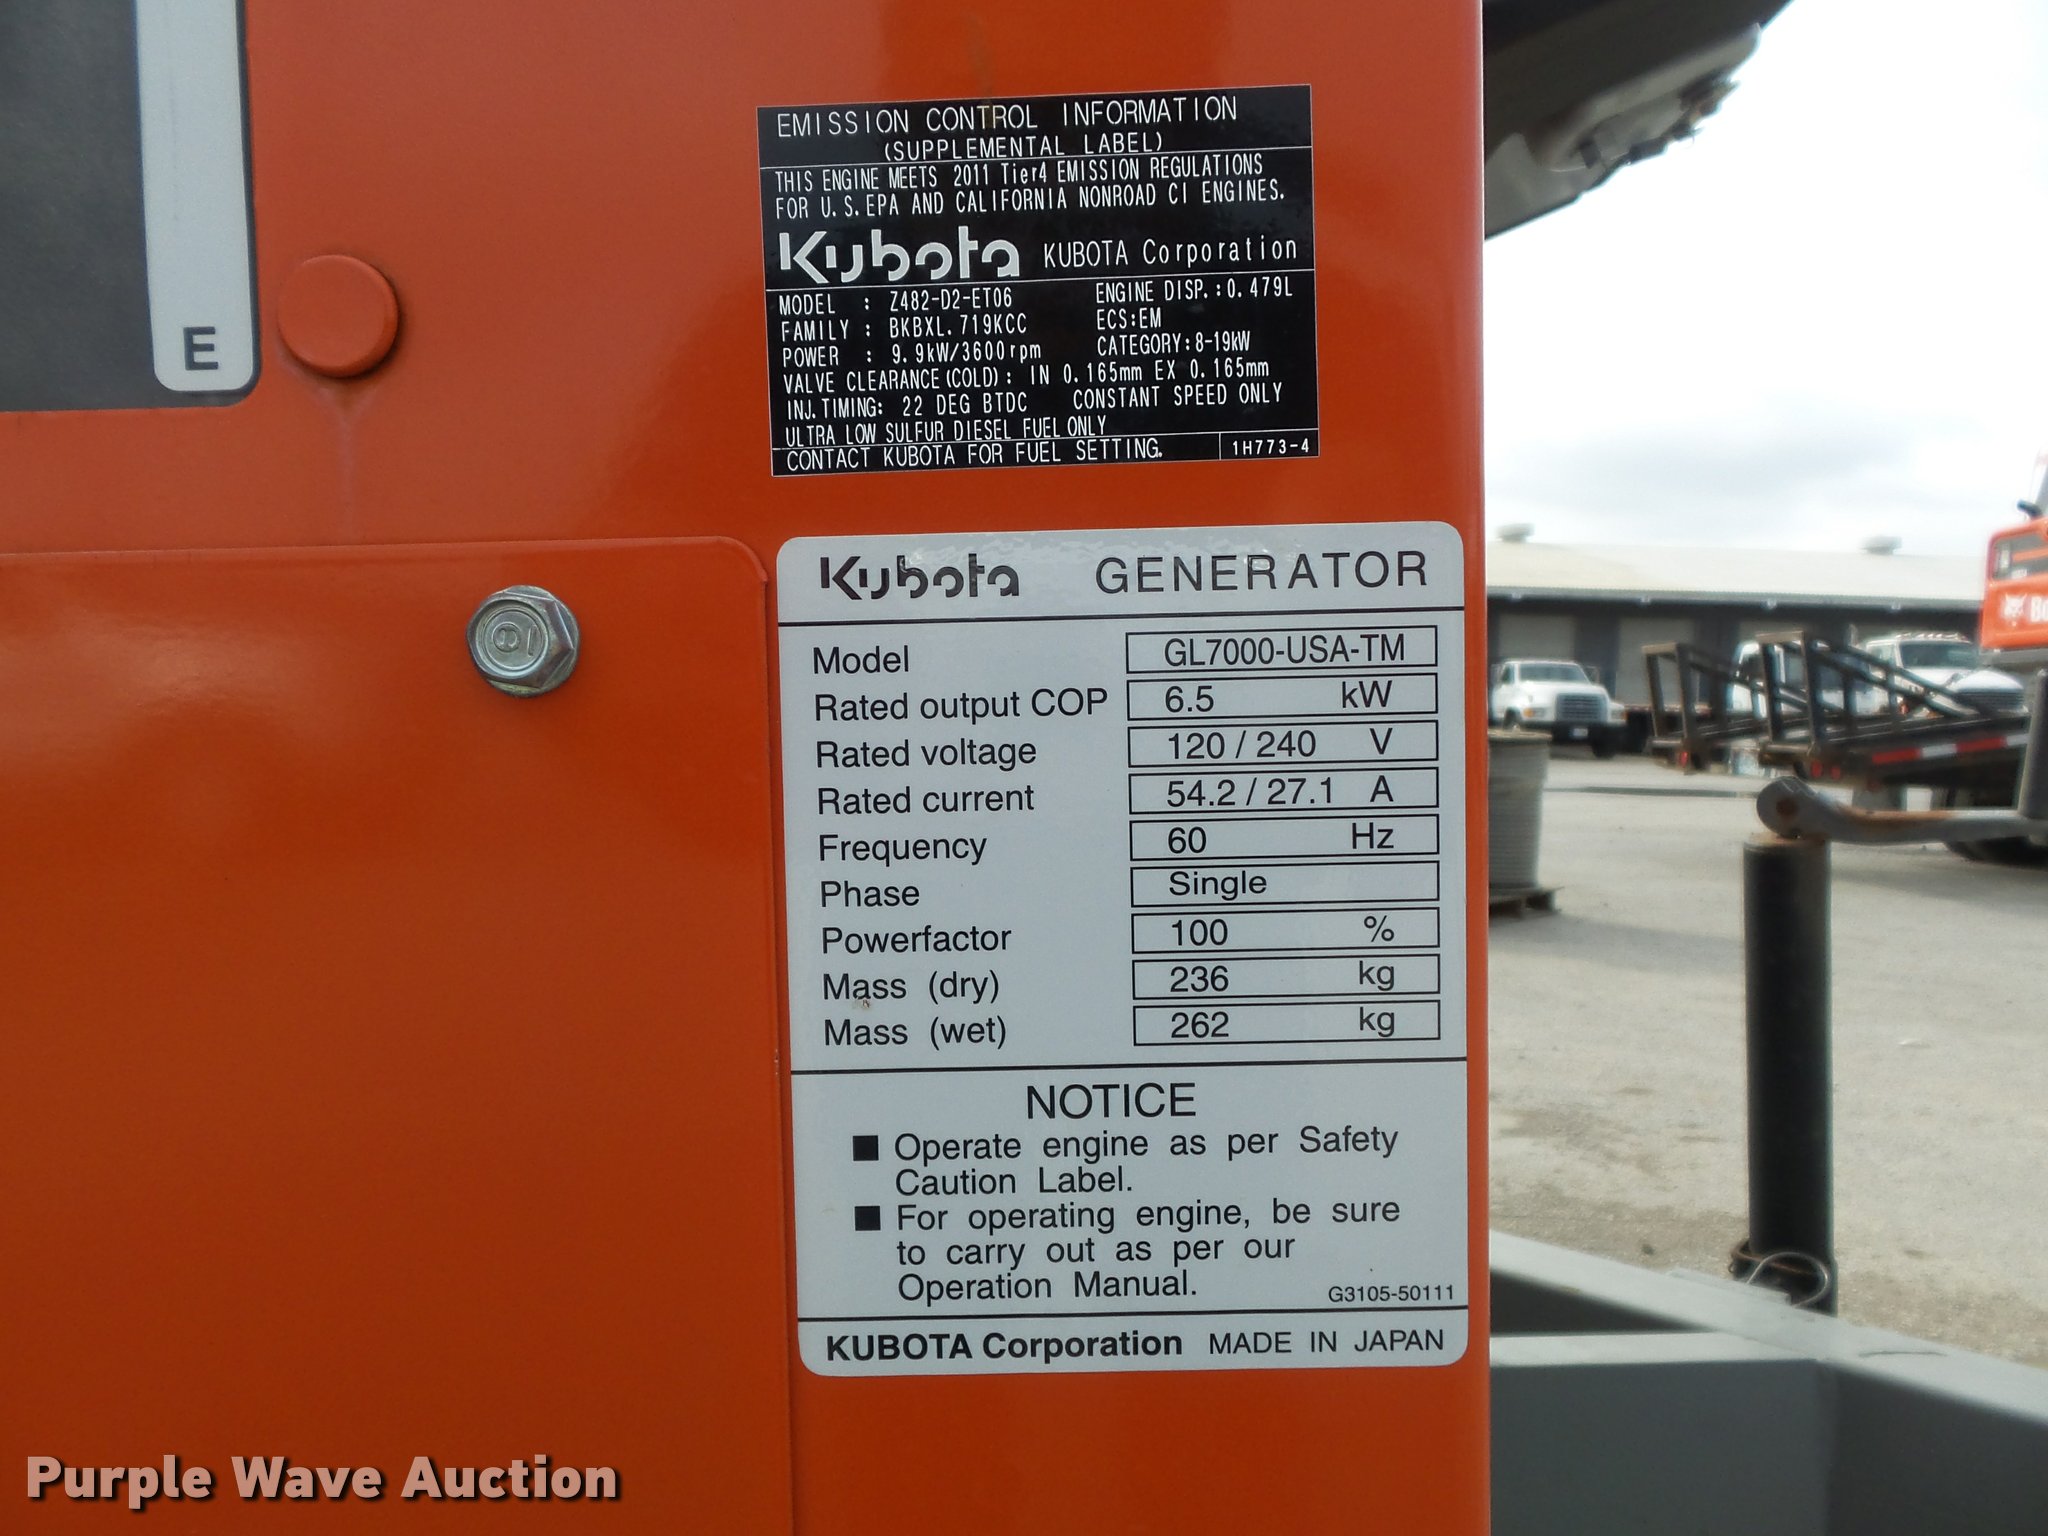 E
EMISSION CONTROL INFORMATION
(SUPPLEMENTAL LABEL)
THIS ENGINE MEETS 2011 Tier4 EMISSION REGULATIONS
FOR U.S.EPA AND CALIFORNIA NONROAD CI ENGINES.
Kubota KUBOTA Corporation
MODEL : Z482-D2-ET06 ENGINE DISP.:0.479L
FAMILY : BKBXL.719KCC ECS:EM
POWER : 9.9kW/3600rpm CATEGORY:8-19kW
VALVE CLEARANCE(COLD): IN 0.165mm EX 0.165mm
INJ.TIMING: 22 DEG BTDC CONSTANT SPEED ONLY
ULTRA LOW SULFUR DIESEL FUEL ONLY
CONTACT KUBOTA FOR FUEL SETTING. 1H773-4
Kubota GENERATOR
Model GL7000-USA-TM
Rated output COP 6.5 kW
Rated voltage 120 / 240 V
Rated current 54.2 / 27.1 A
Frequency 60 Hz
Phase Single
Powerfactor 100 %
Mass (dry) 236 kg
Mass (wet) 262 kg
NOTICE
■ Operate engine as per Safety
Caution Label.
■ For operating engine, be sure
to carry out as per our
Operation Manual. G3105-50111
KUBOTA Corporation MADE IN JAPAN
Purple Wave Auction